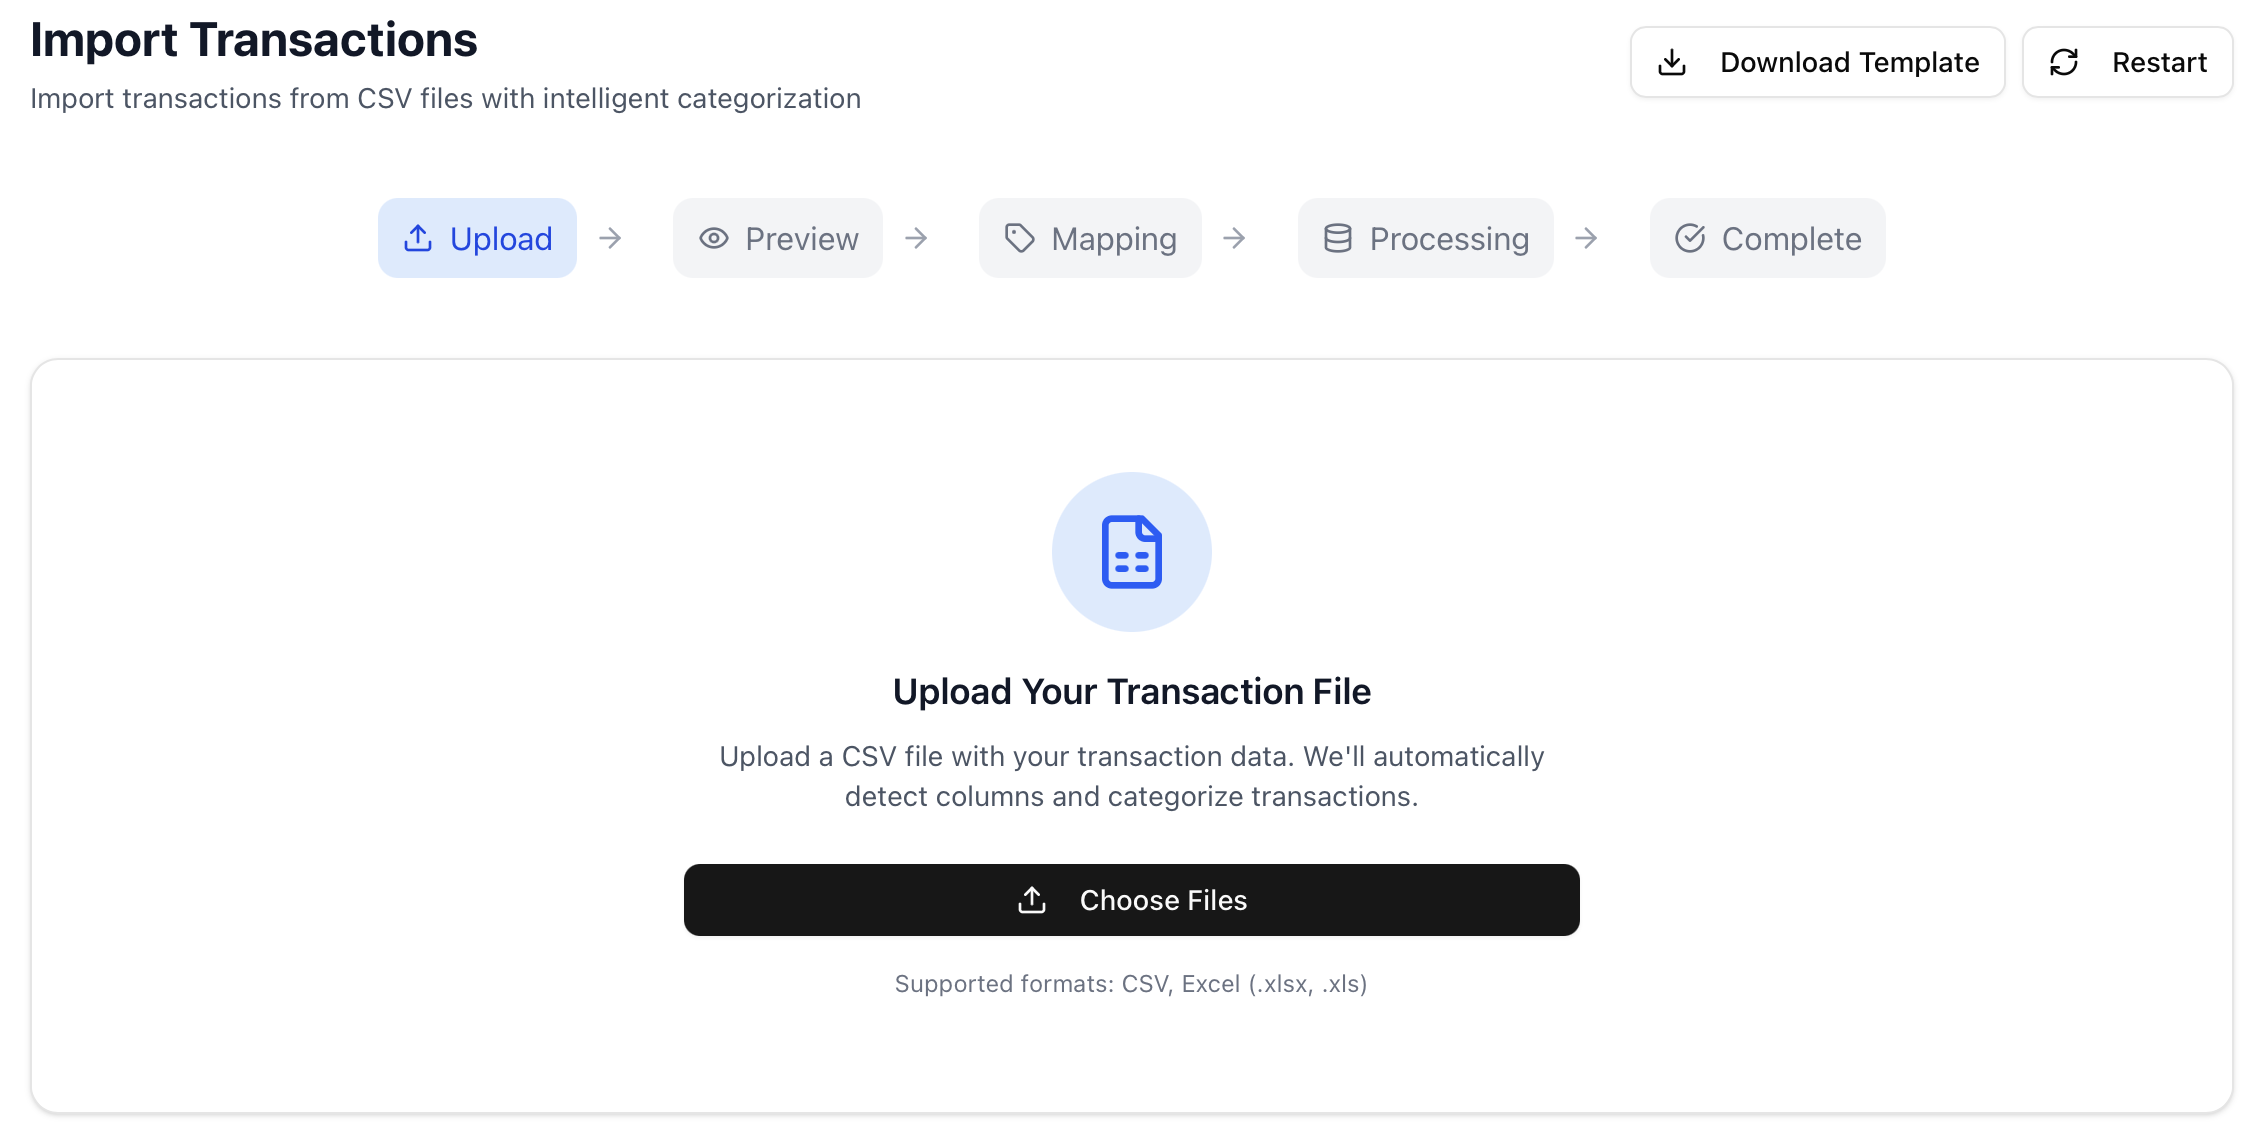 Import Transactions
Import transactions from CSV files with intelligent categorization
Download Template
Restart
Upload
Preview
Mapping
Processing
Complete
Upload Your Transaction File
Upload a CSV file with your transaction data. We'll automatically
detect columns and categorize transactions.
Choose Files
Supported formats: CSV, Excel (.xlsx, .xls)